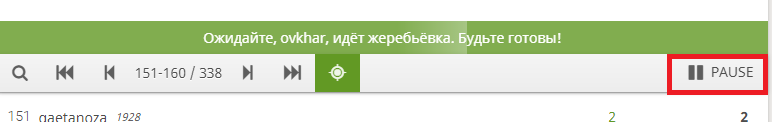 Ожидайте, ovkhar, идёт жеребьёвка. Будьте готовы!
151-160 / 338 PAUSE
151 gaetanoza 1928 2 2